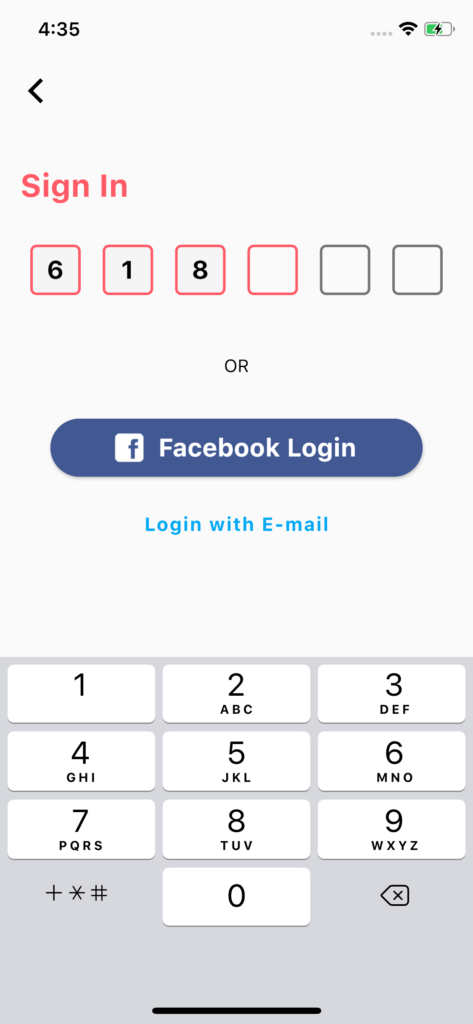 4:35
Sign In
6 1 8
OR
f Facebook Login
Login with E-mail
1 2 3
ABC DEF
4 5 6
GHI JKL MNO
7 8 9
PQRS TUV WXYZ
+*# 0